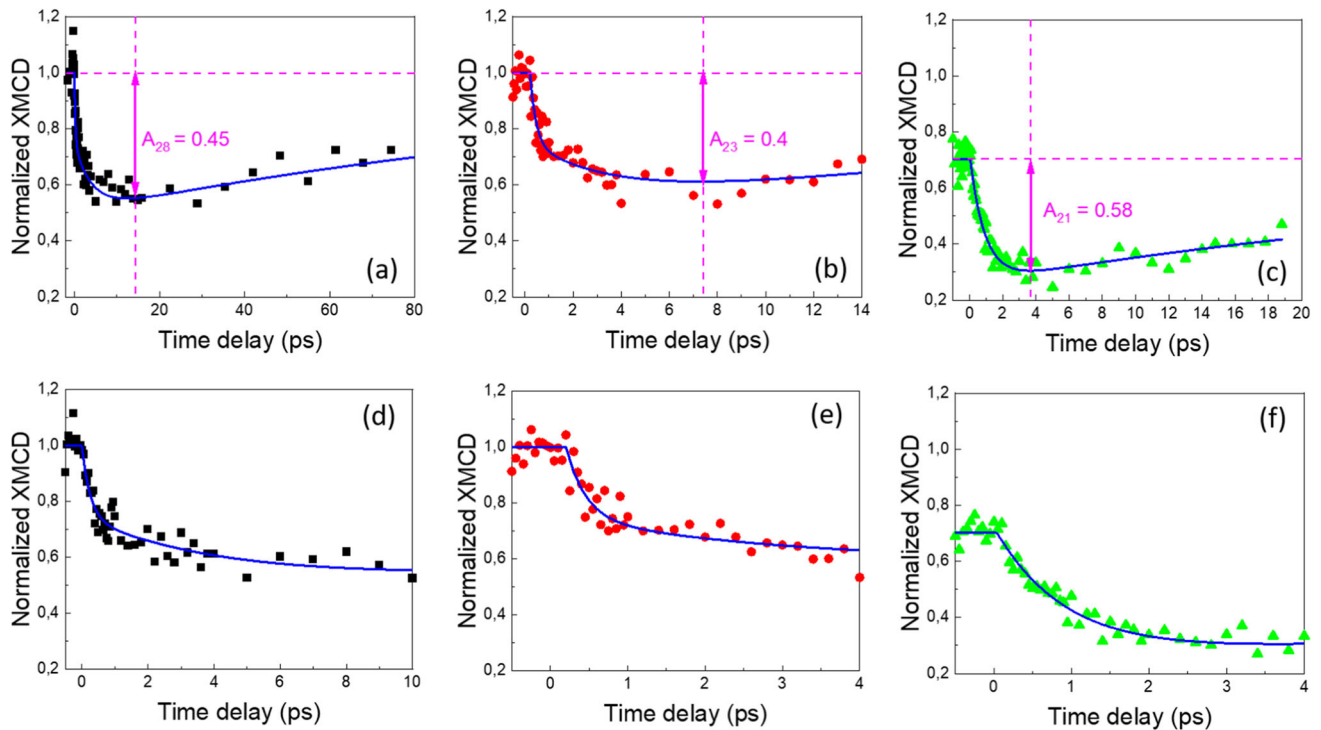 1,2
1,0
0,8
0,6
0,4
0,2
Normalized XMCD
A28 = 0.45
(a)
0 20 40 60 80
Time delay (ps)
1,2
1,0
0,8
0,6
0,4
0,2
Normalized XMCD
A23 = 0.4
(b)
0 2 4 6 8 10 12 14
Time delay (ps)
1,2
1,0
0,8
0,6
0,4
0,2
Normalized XMCD
A21 = 0.58
(c)
0 2 4 6 8 10 12 14 16 18 20
Time delay (ps)
1,2
1,0
0,8
0,6
0,4
0,2
Normalized XMCD
(d)
0 2 4 6 8 10
Time delay (ps)
1,2
1,0
0,8
0,6
0,4
0,2
Normalized XMCD
(e)
0 1 2 3 4
Time delay (ps)
1,2
1,0
0,8
0,6
0,4
0,2
Normalized XMCD
(f)
0 1 2 3 4
Time delay (ps)